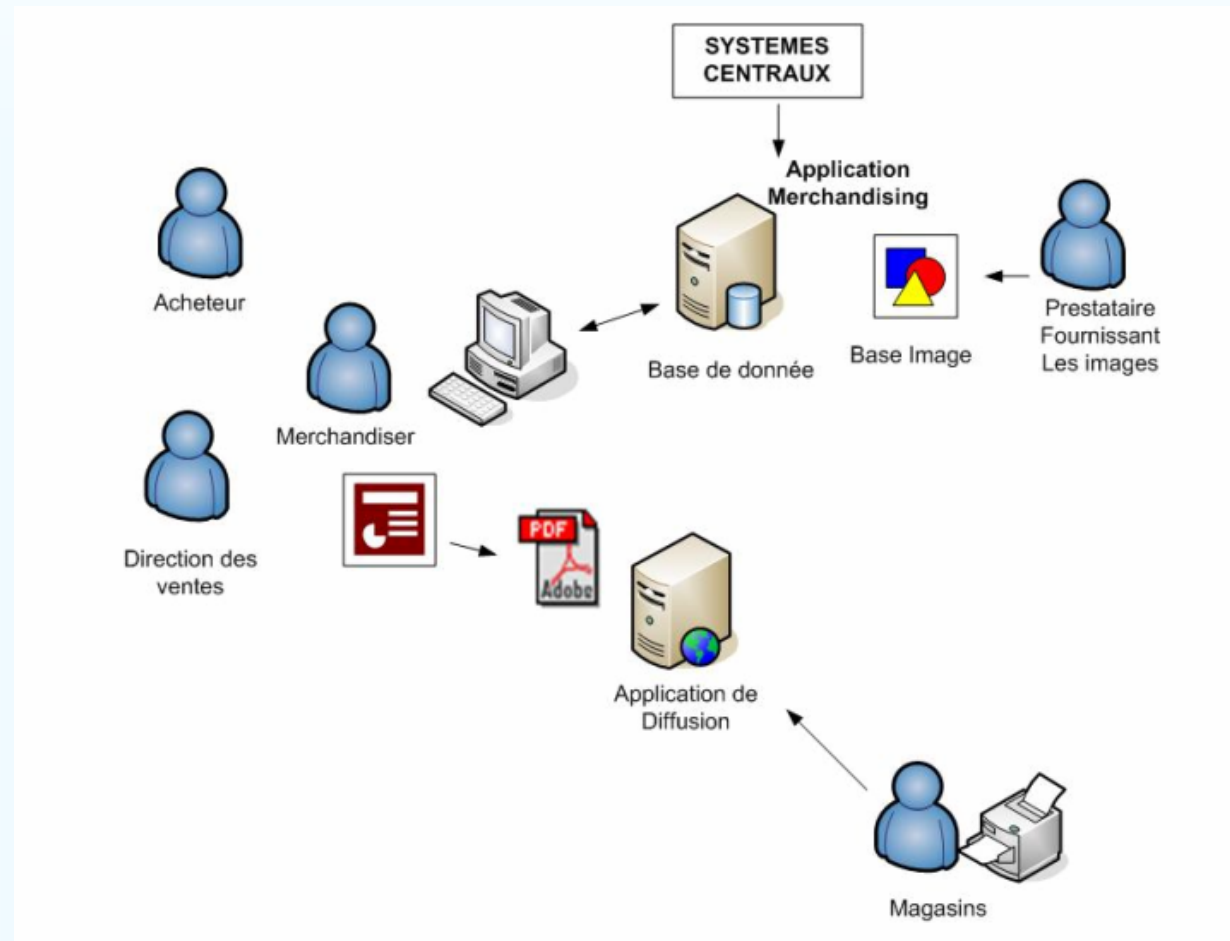 SYSTEMES
CENTRAUX
Application
Merchandising
Acheteur
Base de donnée
Base Image
Prestataire
Fournissant
Les images
Merchandiser
Direction des
ventes
PDF
Adobe
Application de
Diffusion
Magasins